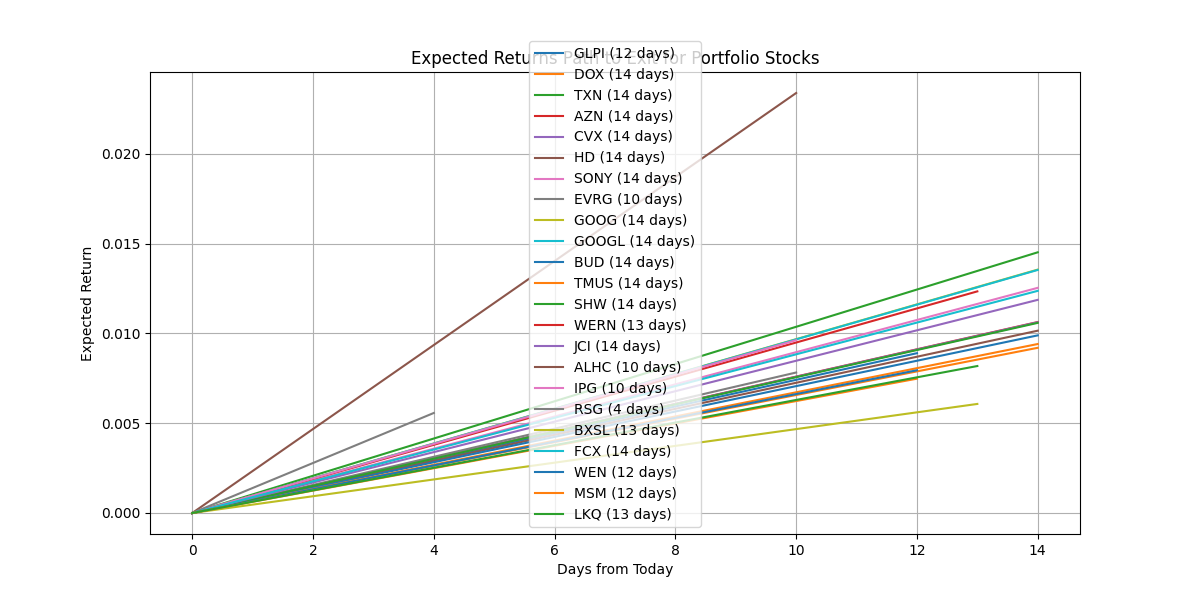 Expected Returns Path to Exit for Portfolio Stocks
GLPI (12 days)
DOX (14 days)
TXN (14 days)
AZN (14 days)
CVX (14 days)
HD (14 days)
SONY (14 days)
EVRG (10 days)
GOOG (14 days)
GOOGL (14 days)
BUD (14 days)
TMUS (14 days)
SHW (14 days)
WERN (13 days)
JCI (14 days)
ALHC (10 days)
IPG (10 days)
RSG (4 days)
BXSL (13 days)
FCX (14 days)
WEN (12 days)
MSM (12 days)
LKQ (13 days)
Expected Return
0.020
0.015
0.010
0.005
0.000
0 2 4 6 8 10 12 14
Days from Today